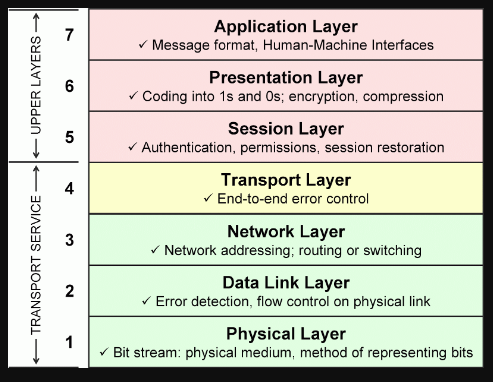 UPPER LAYERS
7
Application Layer
✓ Message format, Human-Machine Interfaces
6
Presentation Layer
✓ Coding into 1s and 0s; encryption, compression
5
Session Layer
✓ Authentication, permissions, session restoration
TRANSPORT SERVICE
4
Transport Layer
✓ End-to-end error control
3
Network Layer
✓ Network addressing; routing or switching
2
Data Link Layer
✓ Error detection, flow control on physical link
1
Physical Layer
✓ Bit stream: physical medium, method of representing bits